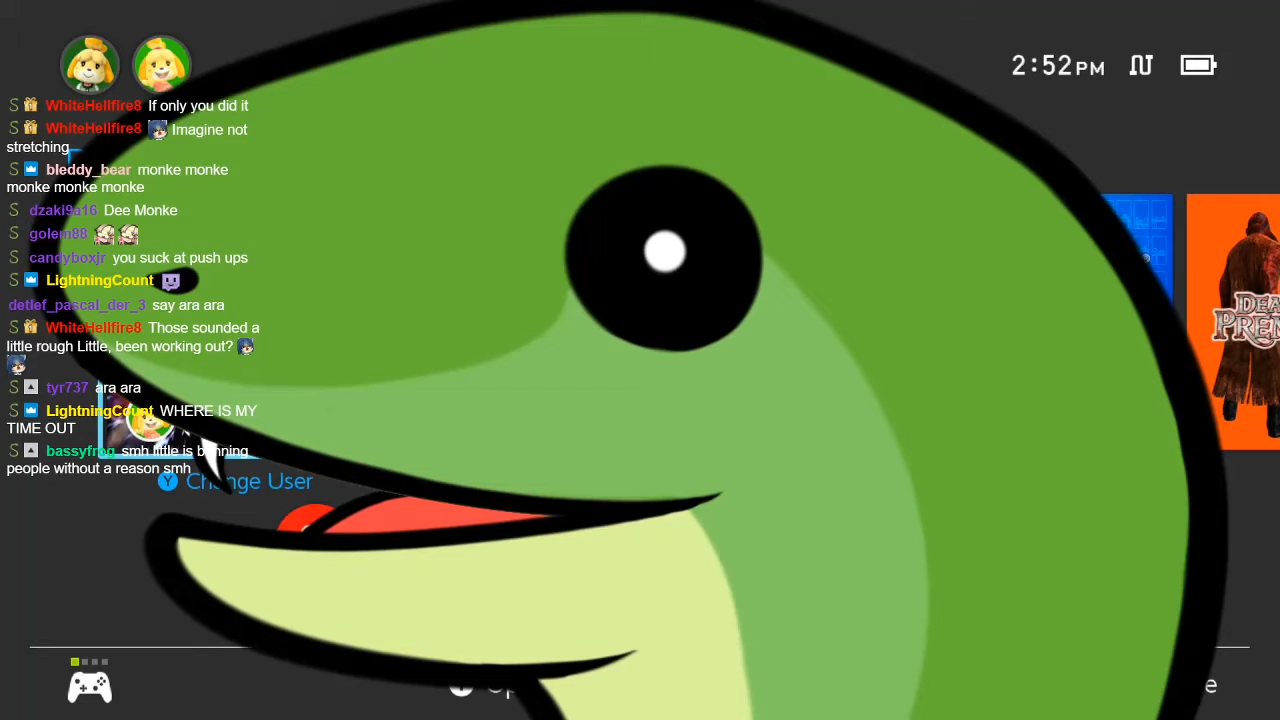 2:52 PM
WhiteHellfire8 If only you did it
WhiteHellfire8 Imagine not
stretching
bleddy_bear monke monke
monke monke monke
dzaki9a16 Dee Monke
golem88
candyboxjr you suck at push ups
LightningCount
detlef_pascal_der_3 say ara ara
WhiteHellfire8 Those sounded a
little rough Little, been working out?
tyr737 ara ara
LightningCount WHERE IS MY
TIME OUT
bassyfrog smh little is banning
people without a reason smh
Y Change User